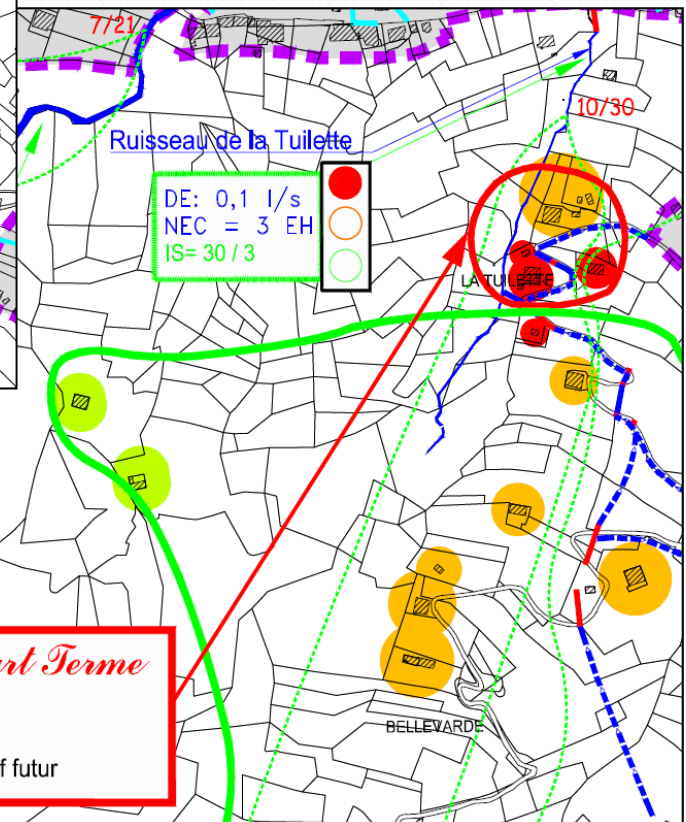 7/21
10/30
Ruisseau de la Tuilette
DE: 0,1 l/s
NEC = 3 EH
IS= 30 / 3
LA TUILETTE
Terme
futur
BELLEVARDE